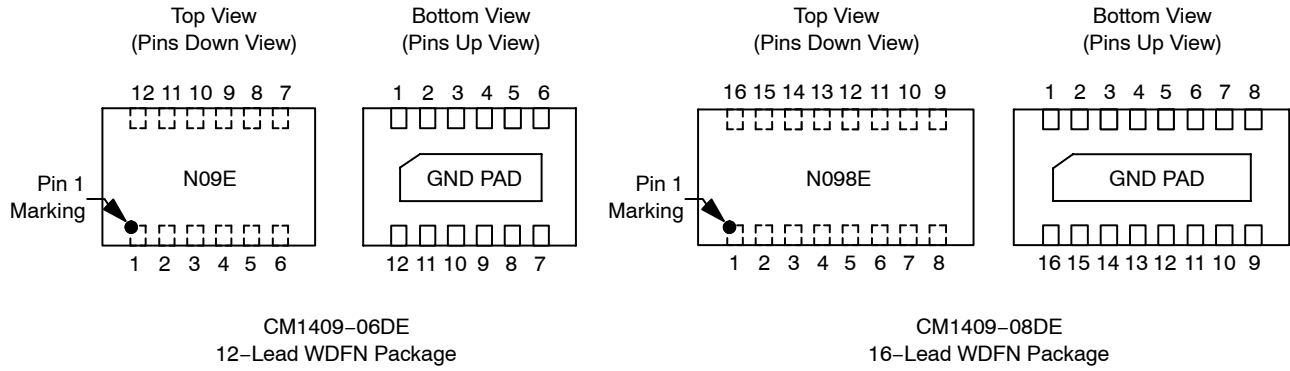 Top View
(Pins Down View)
Bottom View
(Pins Up View)
Top View
(Pins Down View)
Bottom View
(Pins Up View)
12 11 10 9 8 7
1 2 3 4 5 6
16 15 14 13 12 11 10 9
1 2 3 4 5 6 7 8
N09E
GND PAD
N098E
GND PAD
Pin 1
Marking
Pin 1
Marking
1 2 3 4 5 6
12 11 10 9 8 7
1 2 3 4 5 6 7 8
16 15 14 13 12 11 10 9
CM1409−06DE
12−Lead WDFN Package
CM1409−08DE
16−Lead WDFN Package